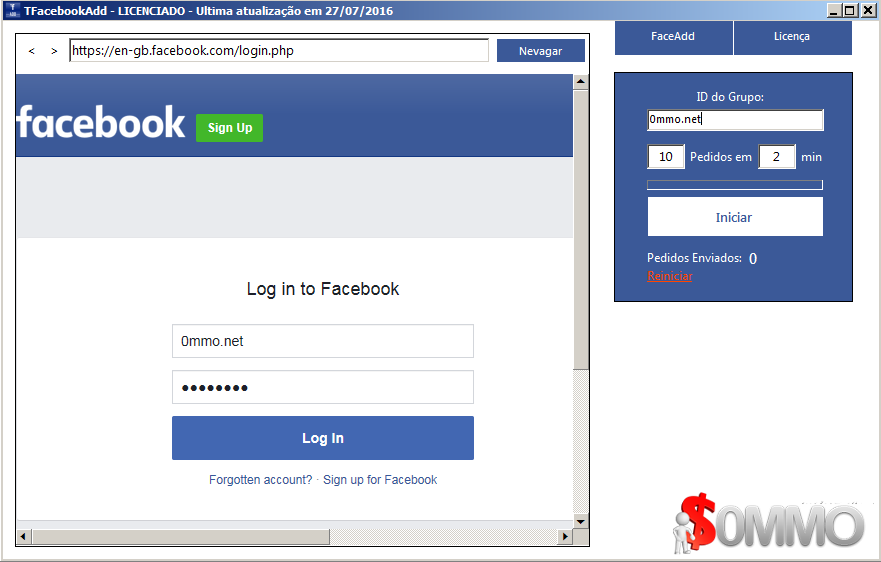 TFacebookAdd - LICENCIADO - Ultima atualização em 27/07/2016
< > https://en-gb.facebook.com/login.php Nevagar
FaceAdd Licença
facebook Sign Up
Log in to Facebook
0mmo.net
●●●●●●●●
Log In
Forgotten account? · Sign up for Facebook
ID do Grupo:
0mmo.net
10 Pedidos em 2 min
Iniciar
Pedidos Enviados: 0
Reiniciar
$0MMO